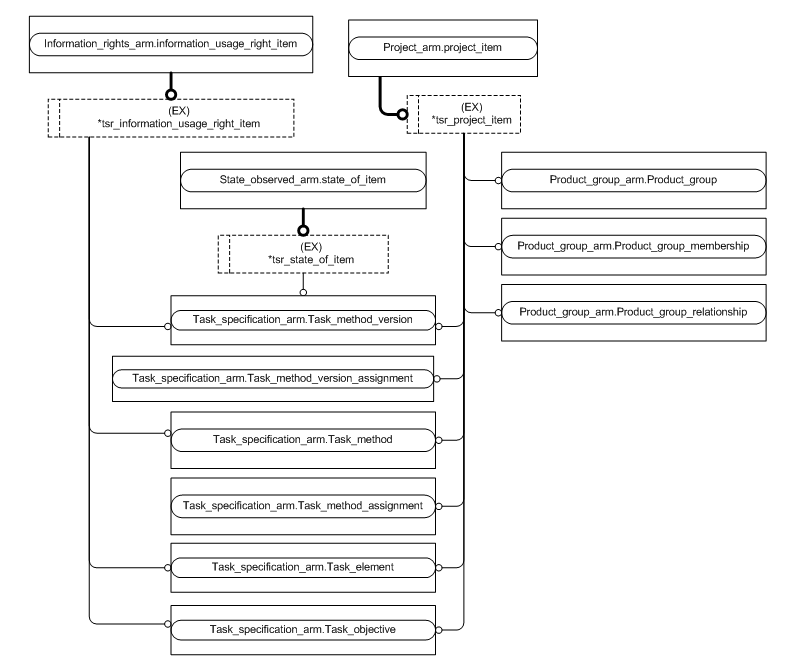 Information_rights_arm.information_usage_right_item
Project_arm.project_item
(EX)
*tsr_information_usage_right_item
(EX)
*tsr_project_item
State_observed_arm.state_of_item
Product_group_arm.Product_group
(EX)
*tsr_state_of_item
Product_group_arm.Product_group_membership
Task_specification_arm.Task_method_version
Product_group_arm.Product_group_relationship
Task_specification_arm.Task_method_version_assignment
Task_specification_arm.Task_method
Task_specification_arm.Task_method_assignment
Task_specification_arm.Task_element
Task_specification_arm.Task_objective